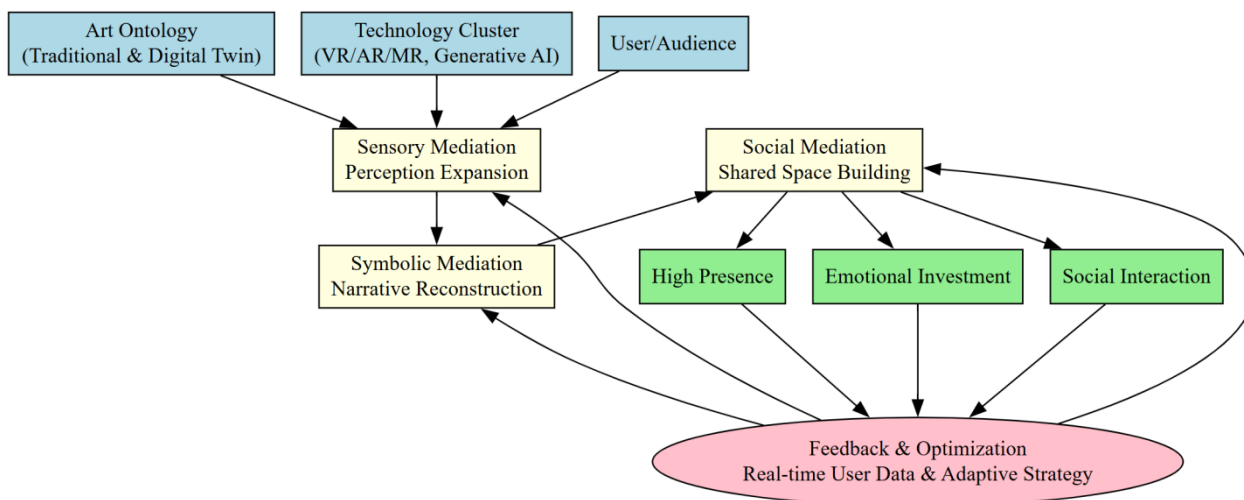 Art Ontology
(Traditional & Digital Twin)
Technology Cluster
(VR/AR/MR, Generative AI)
User/Audience
Sensory Mediation
Perception Expansion
Social Mediation
Shared Space Building
Symbolic Mediation
Narrative Reconstruction
High Presence
Emotional Investment
Social Interaction
Feedback & Optimization
Real-time User Data & Adaptive Strategy